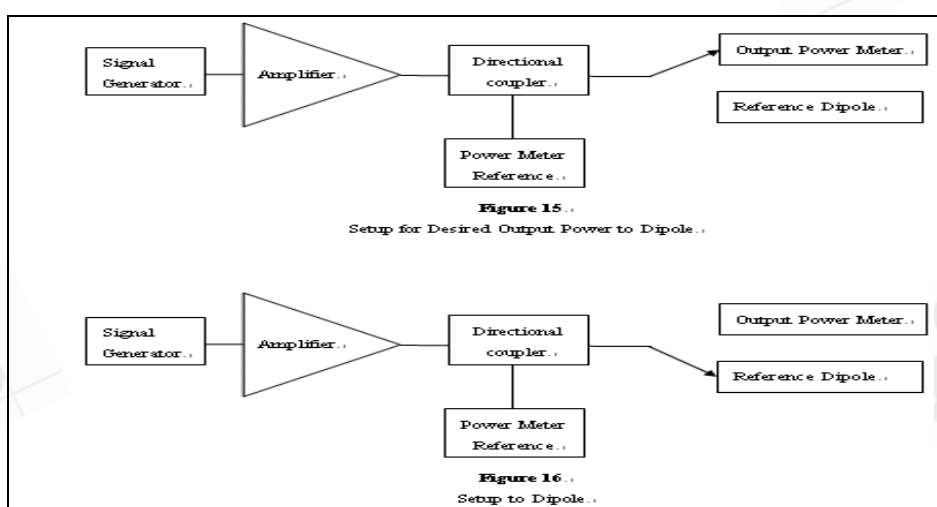 Signal
Generator
Amplifier
Directional
coupler
Output Power Meter
Reference Dipole
Power Meter
Reference
Figure 15
Setup for Desired Output Power to Dipole
Signal
Generator
Amplifier
Directional
coupler
Output Power Meter
Reference Dipole
Power Meter
Reference
Figure 16
Setup to Dipole